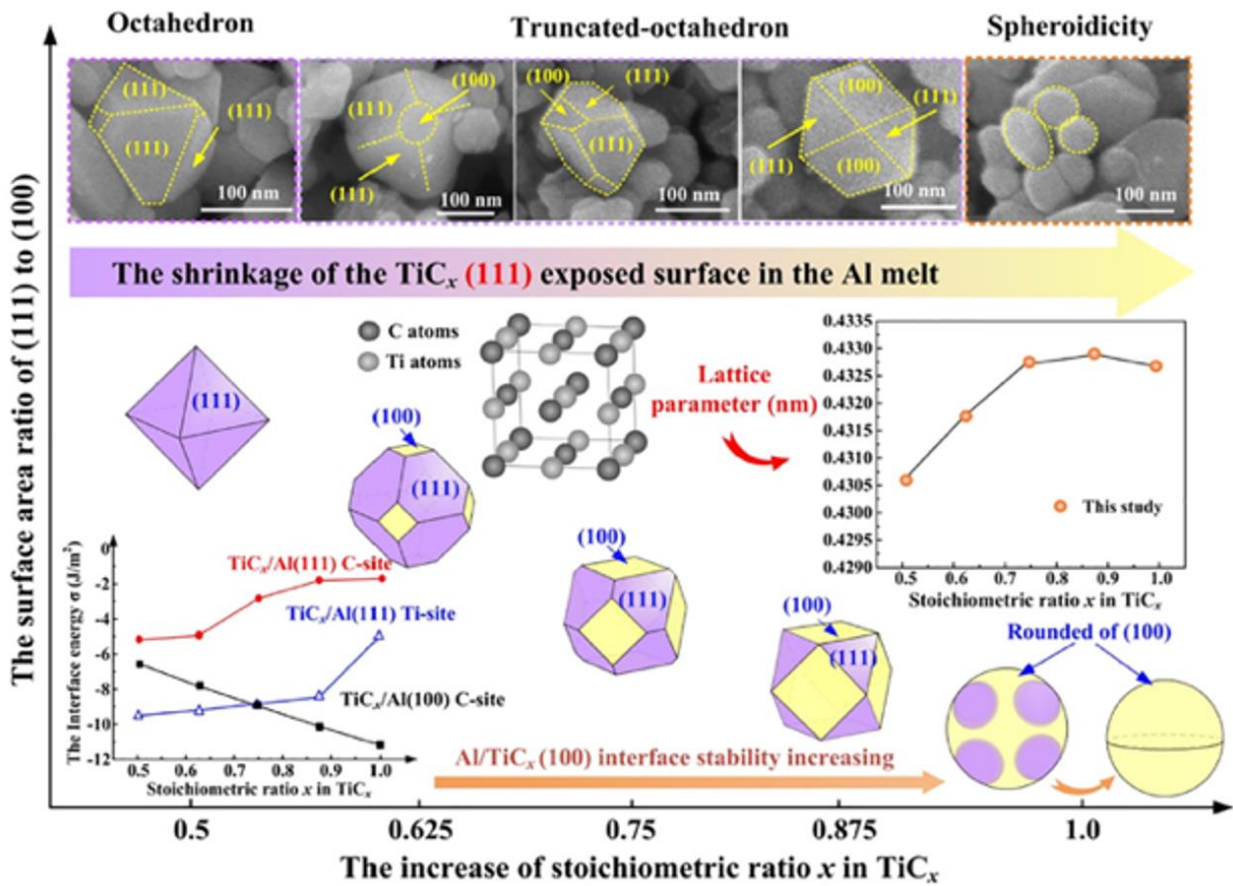 Octahedron
Truncated-octahedron
Spheroidicity
(111)
(111)
(111)
100 nm
(100)
(111)
(111)
100 nm
(100)
(111)
(111)
100 nm
(100)
(111)
(111)
(100)
100 nm
100 nm
The surface area ratio of (111) to (100)
The shrinkage of the TiCx (111) exposed surface in the Al melt
C atoms
Ti atoms
(111)
(100)
(111)
Lattice
parameter (nm)
0.4335
0.4330
0.4325
0.4320
0.4315
0.4310
0.4305
0.4300
0.4295
0.4290
This study
0.5 0.6 0.7 0.8 0.9 1.0
Stoichiometric ratio x in TiCx
The Interface energy σ (J/m²)
0
-2
-4
-6
-8
-10
-12
TiCx/Al(111) C-site
TiCx/Al(111) Ti-site
TiCx/Al(100) C-site
0.5 0.6 0.7 0.8 0.9 1.0
Stoichiometric ratio x in TiCx
(100)
(111)
(100)
(111)
Rounded of (100)
Al/TiCx (100) interface stability increasing
0.5 0.625 0.75 0.875 1.0
The increase of stoichiometric ratio x in TiCx